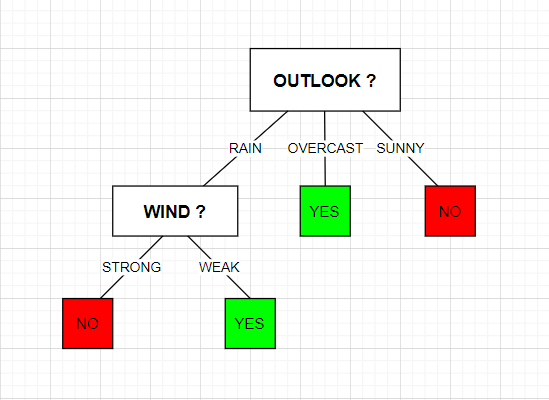 OUTLOOK ?
RAIN OVERCAST SUNNY
WIND ? YES NO
STRONG WEAK
NO YES